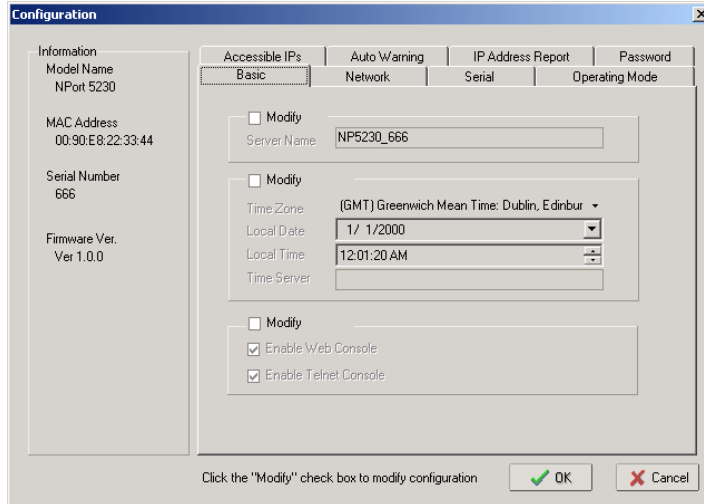 Configuration
Information
Model Name
NPort 5230
MAC Address
00:90:E8:22:33:44
Serial Number
666
Firmware Ver.
Ver 1.0.0
Accessible IPs
Auto Warning
IP Address Report
Password
Basic
Network
Serial
Operating Mode
Modify
Server Name
NP5230_666
Modify
Time Zone
(GMT) Greenwich Mean Time: Dublin, Edinbur
Local Date
1/ 1/2000
Local Time
12:01:20 AM
Time Server
Modify
Enable Web Console
Enable Telnet Console
Click the "Modify" check box to modify configuration
OK
Cancel